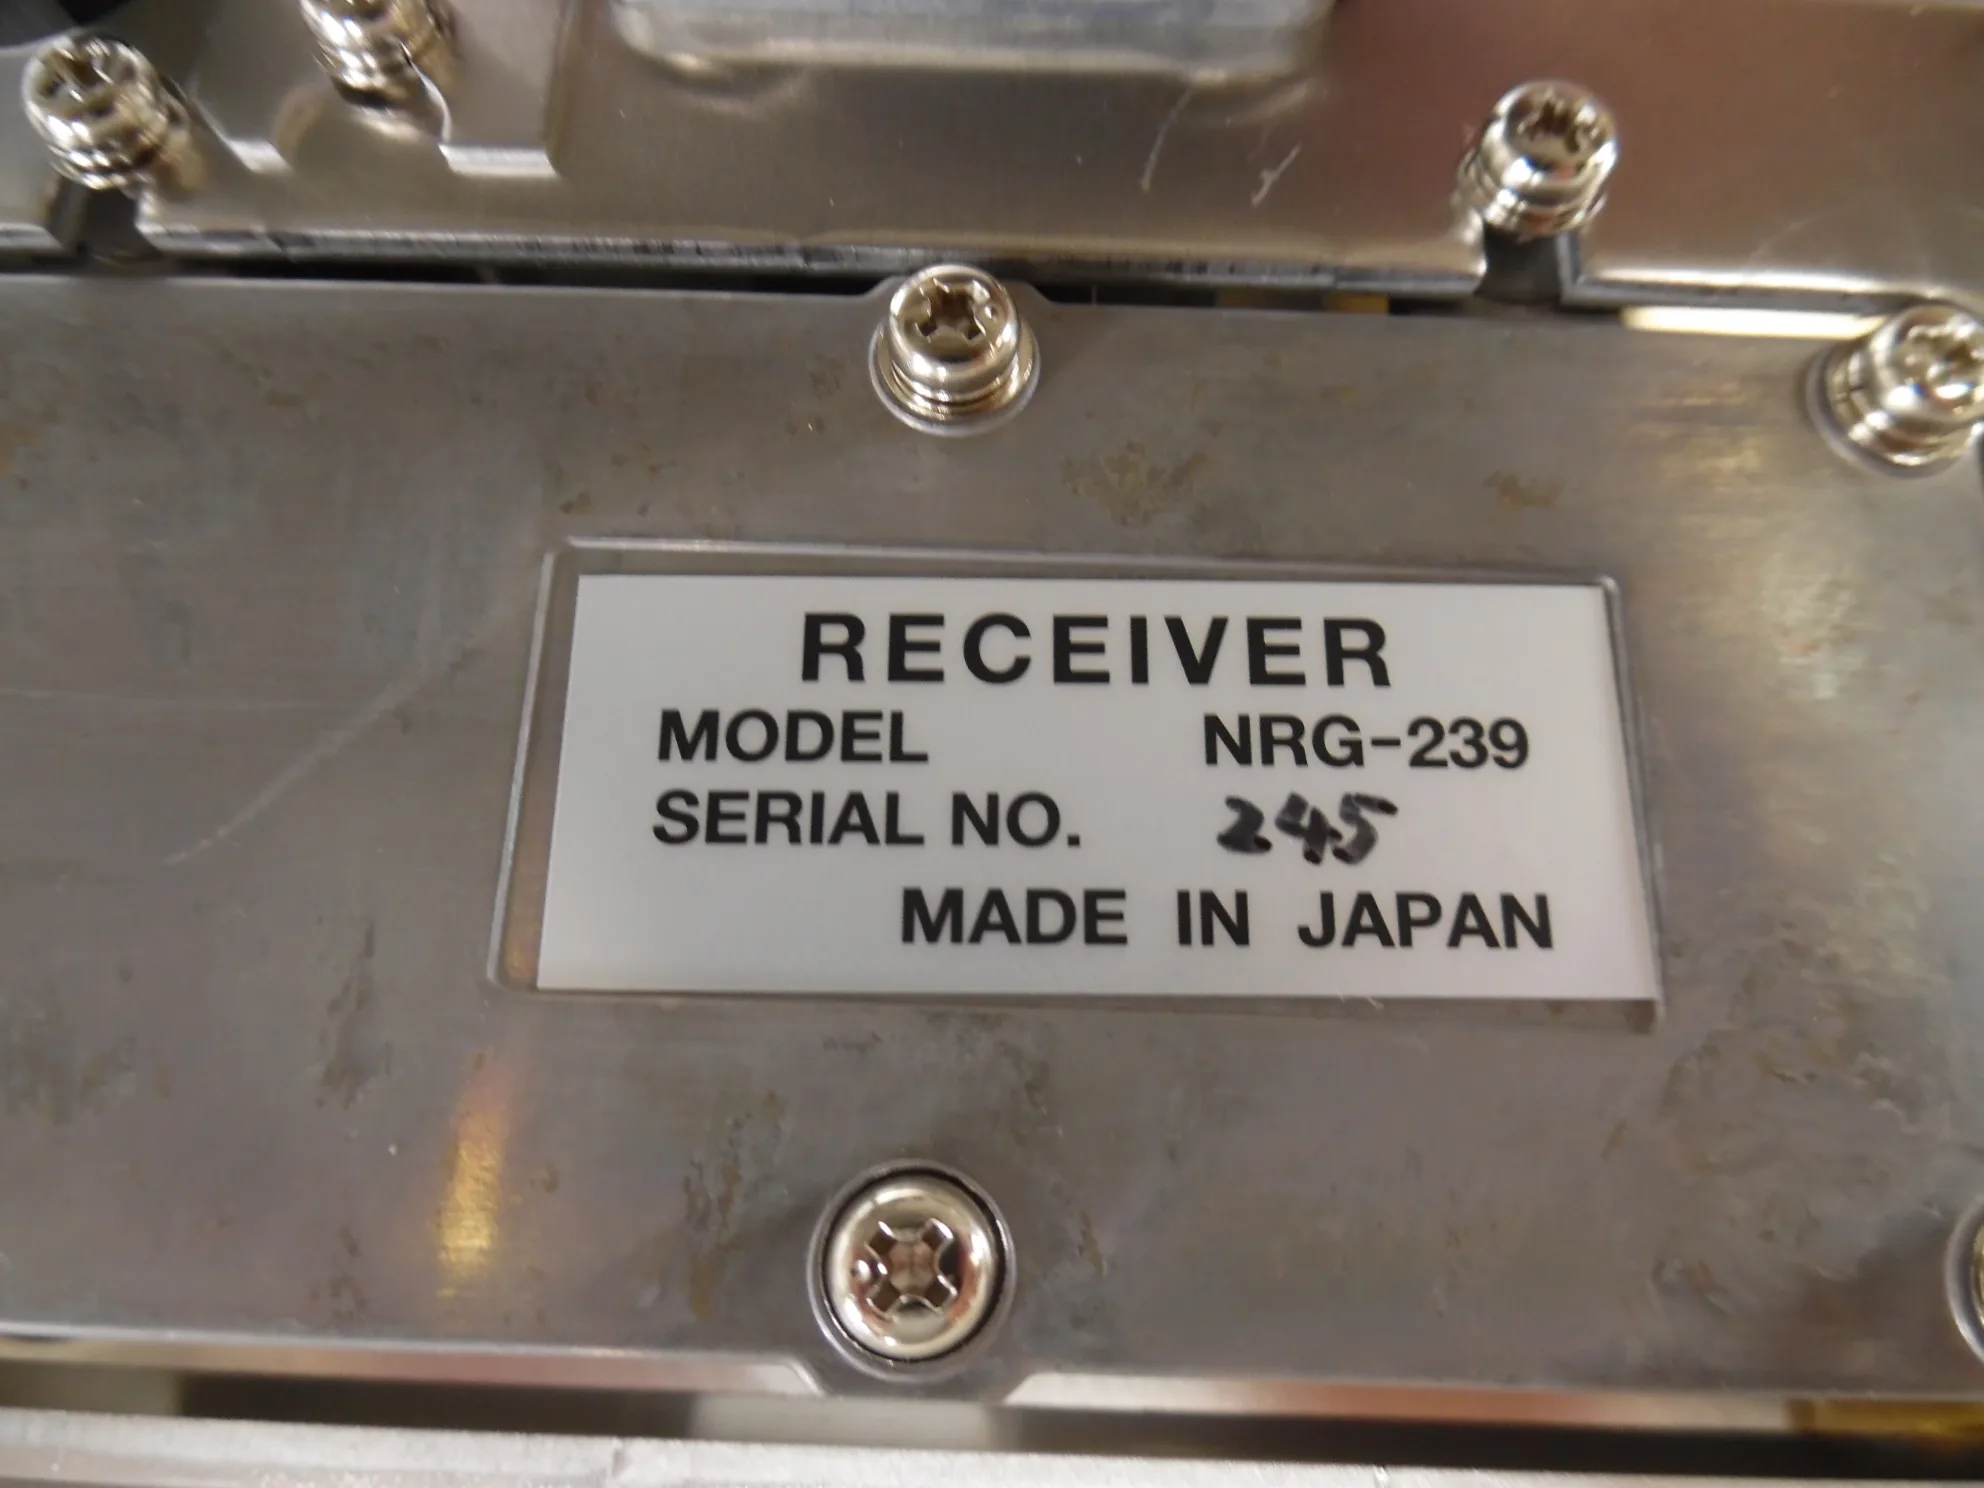 RECEIVER
MODEL NRG-239
SERIAL NO. 245
MADE IN JAPAN